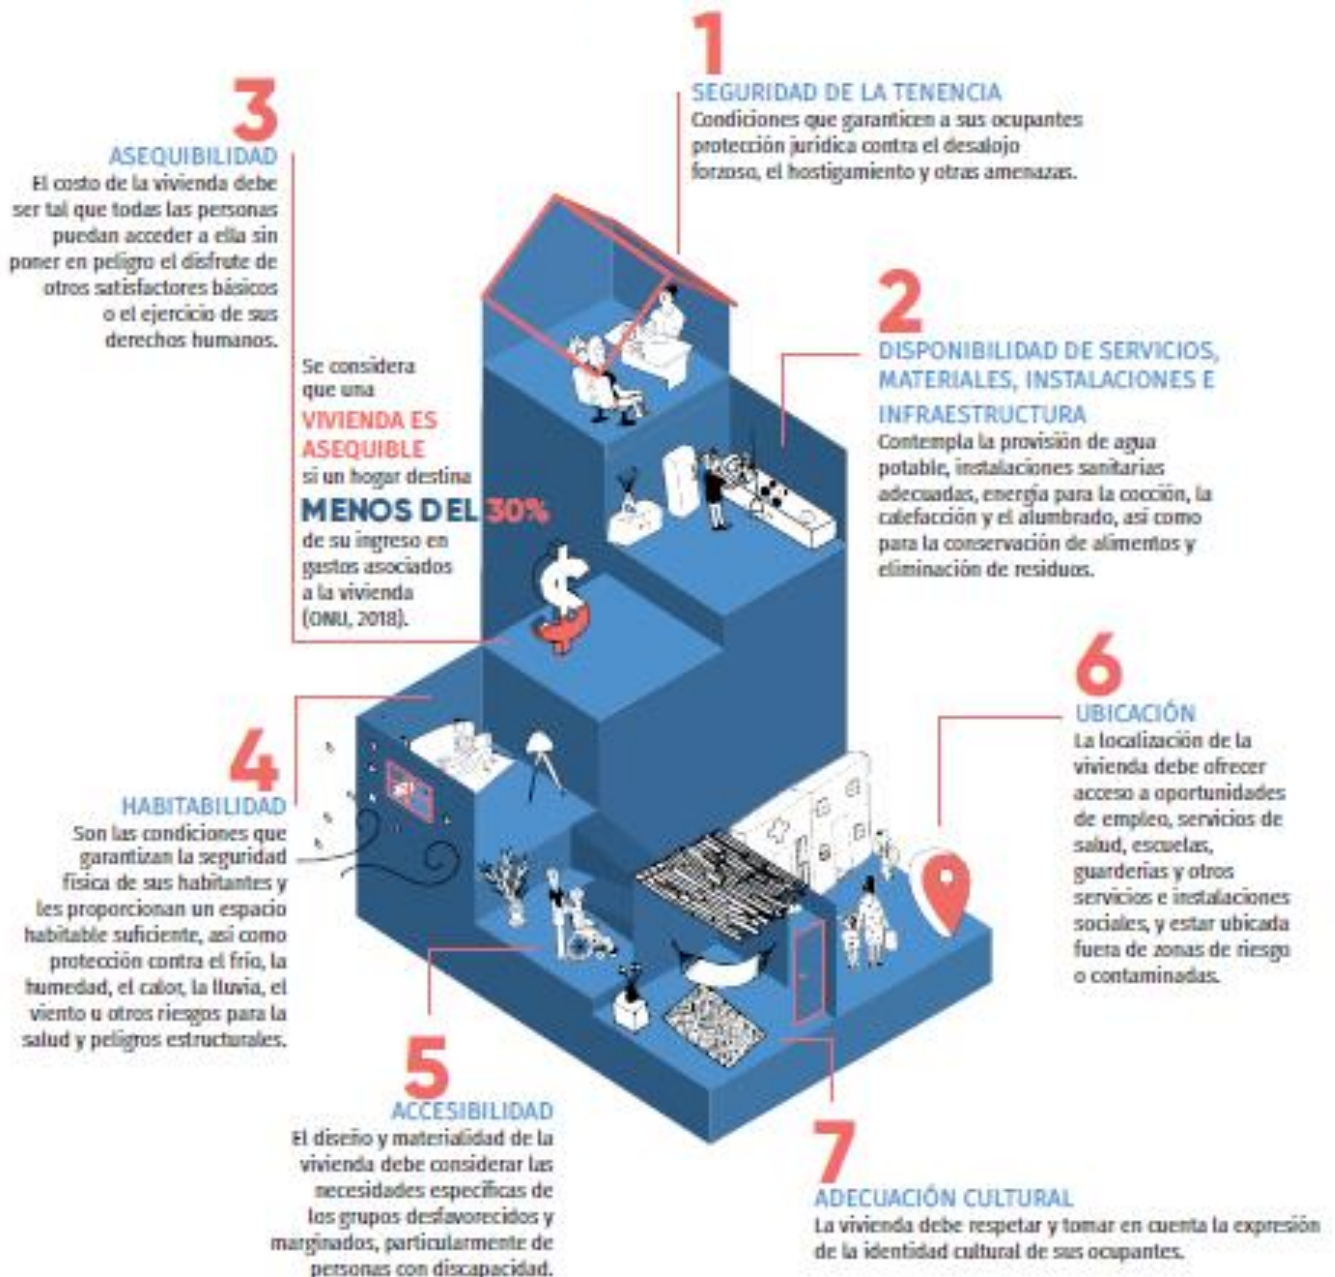 1
SEGURIDAD DE LA TENENCIA
Condiciones que garanticen a sus ocupantes
protección jurídica contra el desalojo
forzoso, el hostigamiento y otras amenazas.
2
DISPONIBILIDAD DE SERVICIOS,
MATERIALES, INSTALACIONES E
INFRAESTRUCTURA
Contempla la provisión de agua
potable, instalaciones sanitarias
adecuadas, energía para la cocción, la
calefacción y el alumbrado, así como
para la conservación de alimentos y
eliminación de residuos.
3
ASEQUIBILIDAD
El costo de la vivienda debe
ser tal que todas las personas
puedan acceder a ella sin
poner en peligro el disfrute de
otros satisfactores básicos
o el ejercicio de sus
derechos humanos.
Se considera
que una
VIVIENDA ES
ASEQUIBLE
si un hogar destina
MENOS DEL 30%
de su ingreso en
gastos asociados
a la vivienda
(ONU, 2018).
4
HABITABILIDAD
Son las condiciones que
garantizan la seguridad
física de sus habitantes y
les proporcionan un espacio
habitable suficiente, así como
protección contra el frío, la
humedad, el calor, la lluvia, el
viento u otros riesgos para la
salud y peligros estructurales.
5
ACCESIBILIDAD
El diseño y materialidad de la
vivienda debe considerar las
necesidades específicas de
los grupos desfavorecidos y
marginados, particularmente de
personas con discapacidad.
6
UBICACIÓN
La localización de la
vivienda debe ofrecer
acceso a oportunidades
de empleo, servicios de
salud, escuelas,
guarderías y otros
servicios e instalaciones
sociales, y estar ubicada
fuera de zonas de riesgo
o contaminadas.
7
ADECUACIÓN CULTURAL
La vivienda debe respetar y tomar en cuenta la expresión
de la identidad cultural de sus ocupantes.